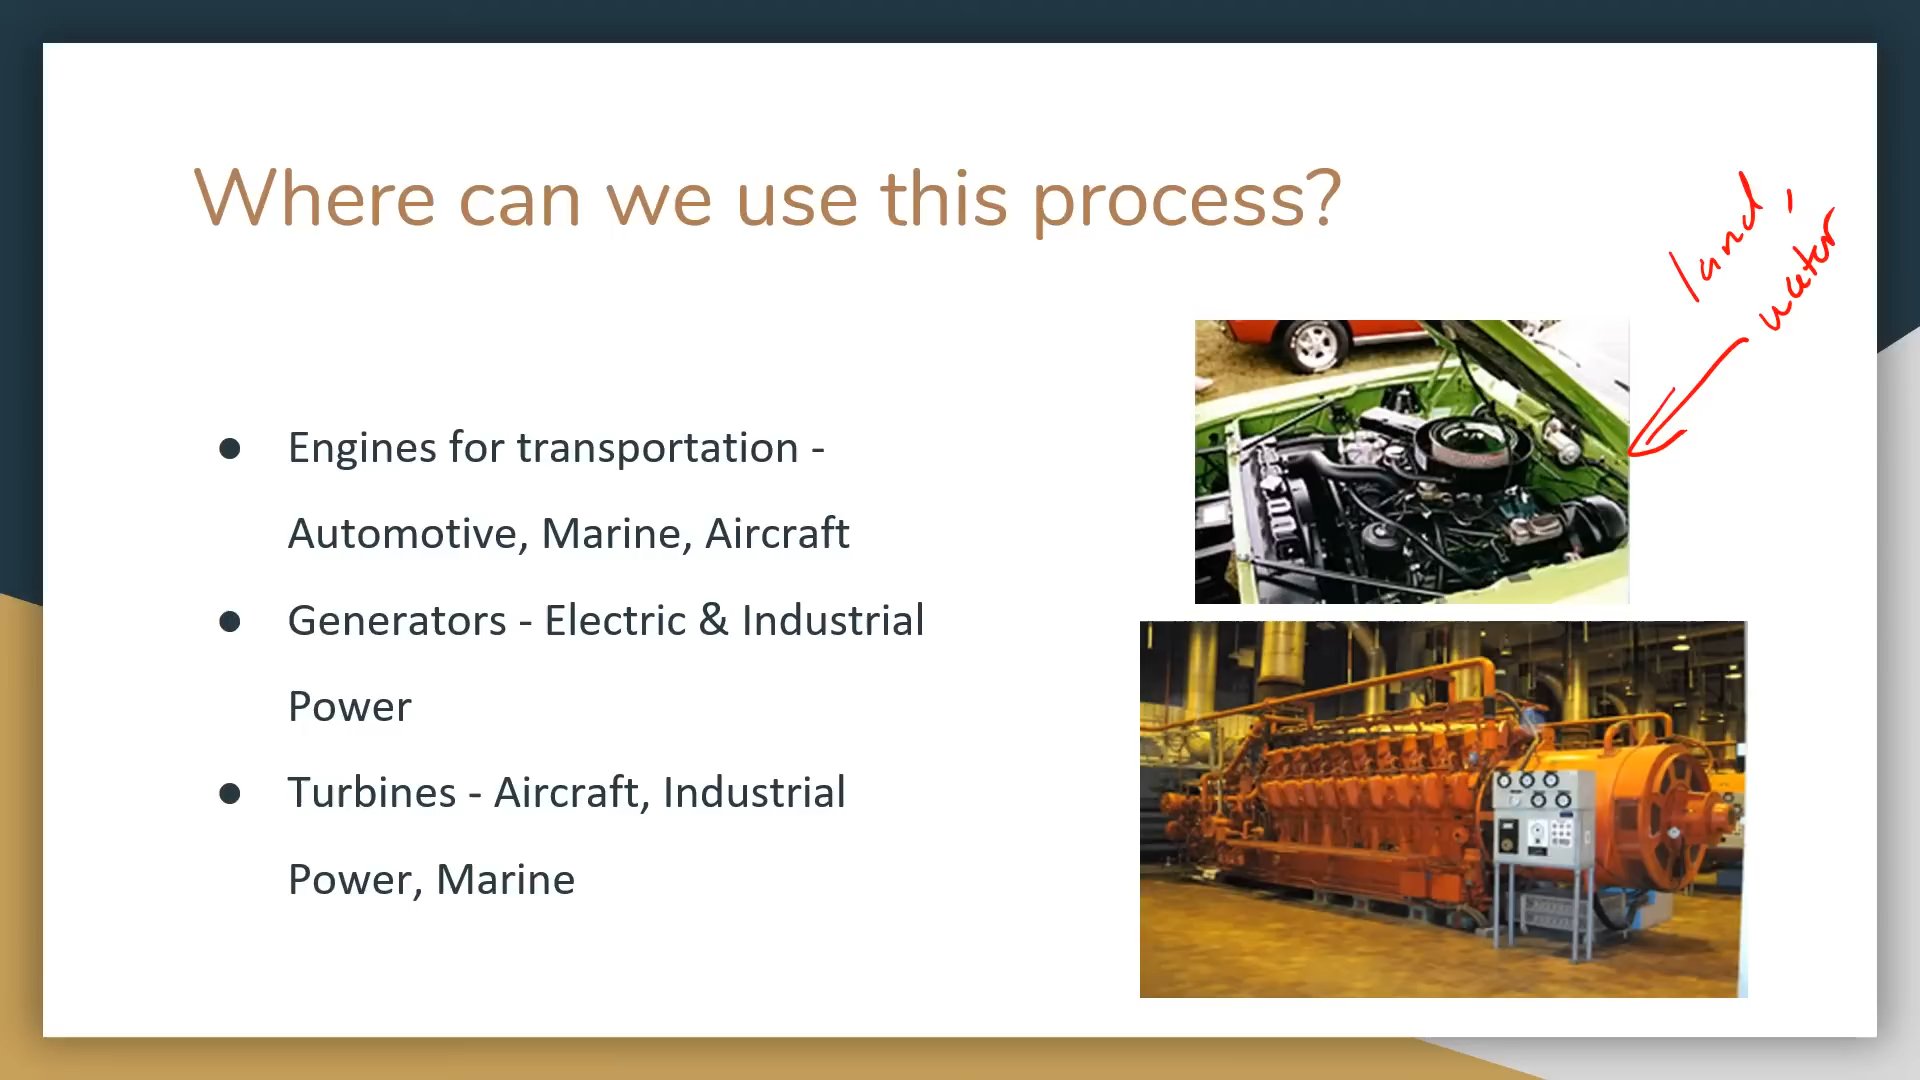 Where can we use this process?
land,
water
● Engines for transportation -
Automotive, Marine, Aircraft
● Generators - Electric & Industrial
Power
● Turbines - Aircraft, Industrial
Power, Marine